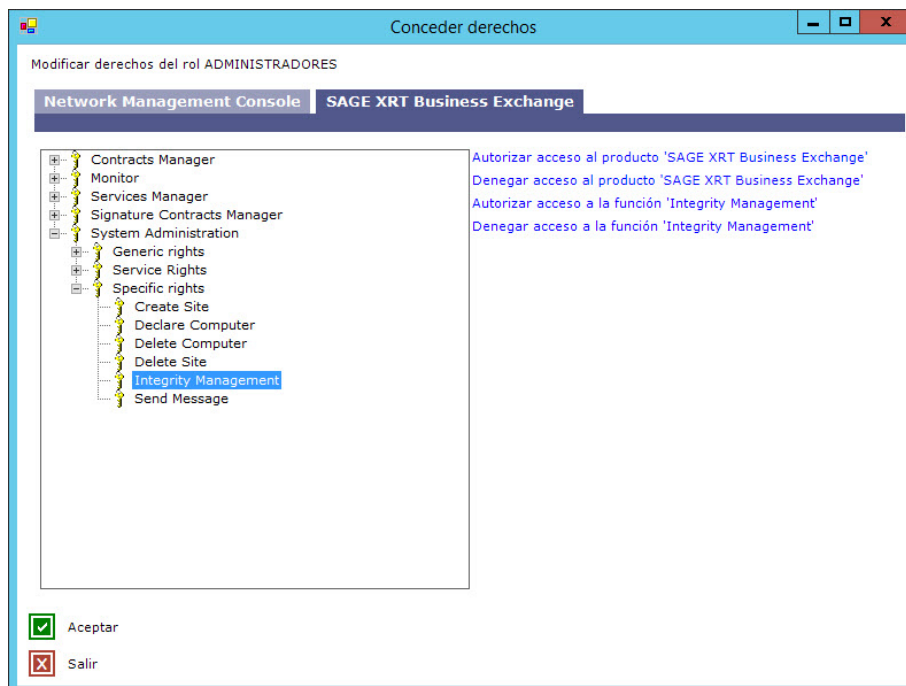 Conceder derechos
Modificar derechos del rol ADMINISTRADORES
Network Management Console
SAGE XRT Business Exchange
Contracts Manager
Monitor
Services Manager
Signature Contracts Manager
System Administration
Generic rights
Service Rights
Specific rights
Create Site
Declare Computer
Delete Computer
Delete Site
Integrity Management
Send Message
Autorizar acceso al producto 'SAGE XRT Business Exchange'
Denegar acceso al producto 'SAGE XRT Business Exchange'
Autorizar acceso a la función 'Integrity Management'
Denegar acceso a la función 'Integrity Management'
Aceptar
Salir